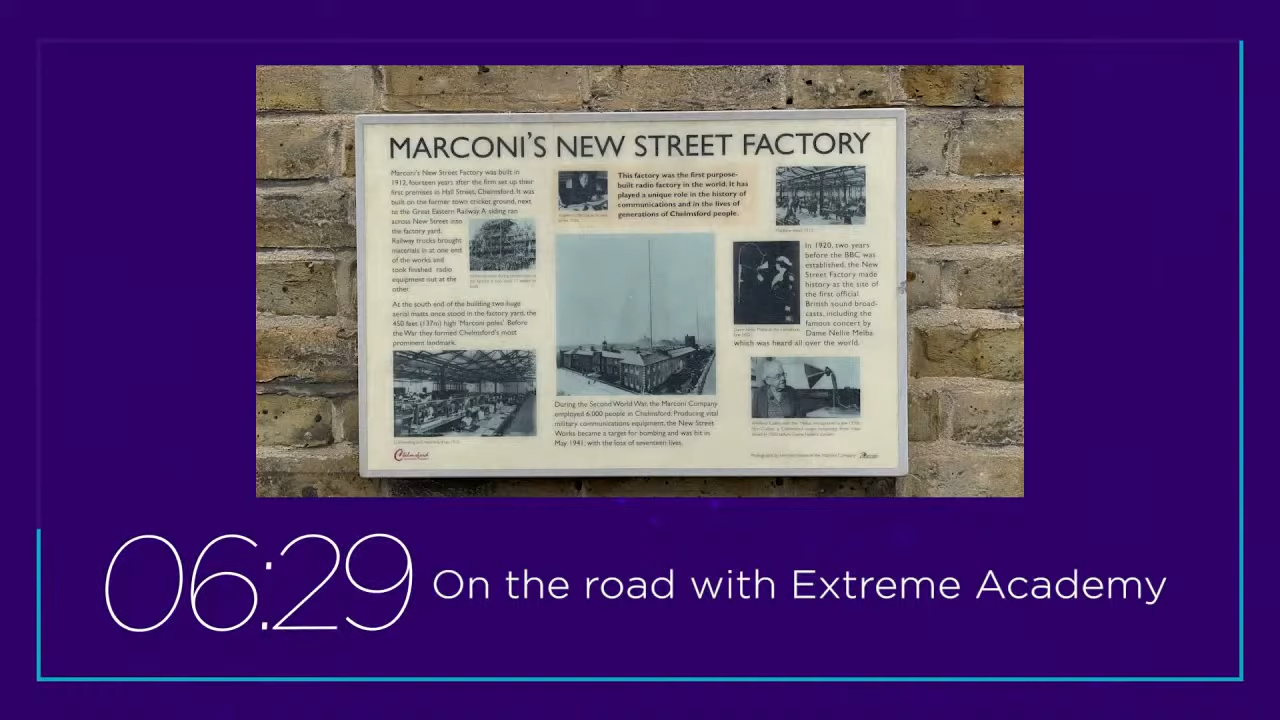 MARCONI'S NEW STREET FACTORY
Marconi's New Street Factory was built in
1912, fourteen years after the firm set up their
first premises in Hall Street, Chelmsford. It was
built on the former town cricket ground, next
to the Great Eastern Railway. A siding ran
across New Street into
the factory yard.
Railway trucks brought
materials in at one end
of the works and
took finished radio
equipment out at the
other.
At the south end of the building two huge
aerial masts once stood in the factory yard, the
450 feet (137m) high 'Marconi poles'. Before
the War they formed Chelmsford's most
prominent landmark.
Chelmsford
This factory was the first purpose-
built radio factory in the world. It has
played a unique role in the history of
communications and in the lives of
generations of Chelmsford people.
During the Second World War, the Marconi Company
employed 6,000 people in Chelmsford. Producing vital
military communications equipment, the New Street
Works became a target for bombing and was hit in
May 1941, with the loss of seventeen lives.
In 1920, two years
before the BBC was
established, the New
Street Factory made
history as the site of
the first official
British sound broad-
casts, including the
famous concert by
Dame Nellie Melba
which was heard all over the world.
06:29
On the road with Extreme Academy